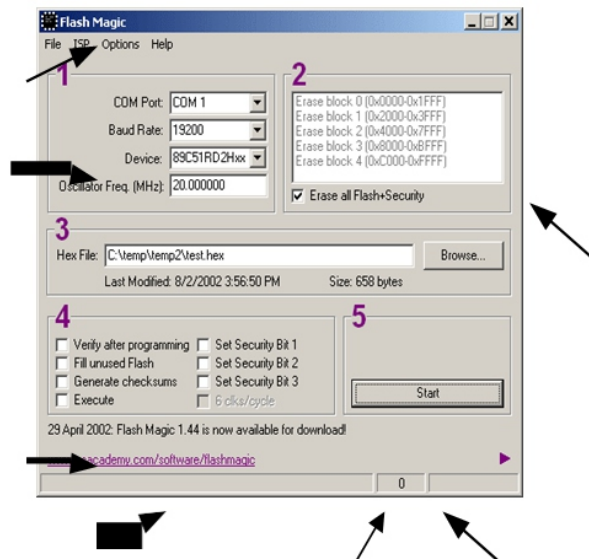 Flash Magic
File ISP Options Help
1
COM Port: COM 1
Baud Rate: 19200
Device: 89C51RD2Hxx
Oscillator Freq. (MHz): 20.000000
2
Erase block 0 (0x0000-0x1FFF)
Erase block 1 (0x2000-0x3FFF)
Erase block 2 (0x4000-0x7FFF)
Erase block 3 (0x8000-0xBFFF)
Erase block 4 (0xC000-0xFFFF)
Erase all Flash+Security
3
Hex File: C:\temp\temp2\test.hex Browse...
Last Modified: 8/2/2002 3:56:50 PM Size: 658 bytes
4
Verify after programming Set Security Bit 1
Fill unused Flash Set Security Bit 2
Generate checksums Set Security Bit 3
Execute 6 clks/cycle
5
Start
29 April 2002: Flash Magic 1.44 is now available for download!
academy.com/software/flashmagic
0